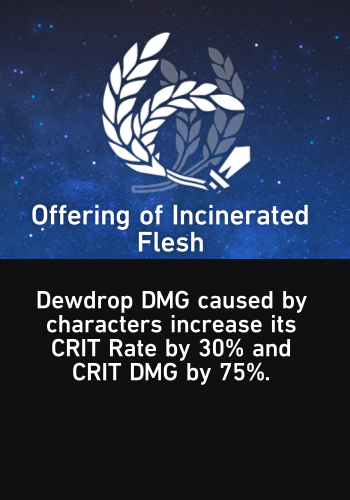 Offering of Incinerated
Flesh
Dewdrop DMG caused by
characters increase its
CRIT Rate by 30% and
CRIT DMG by 75%.